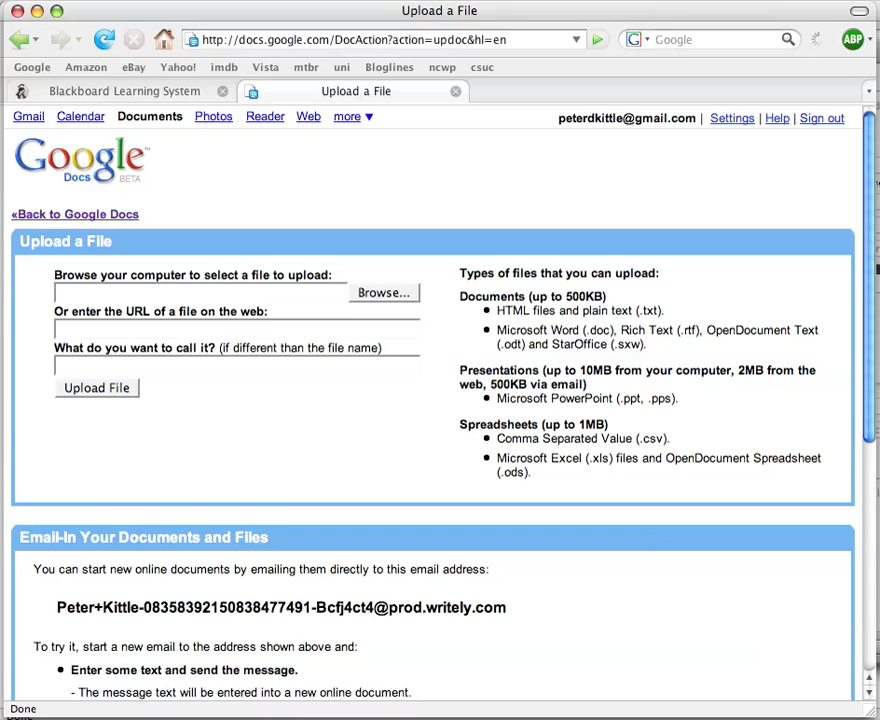 Upload a File
http://docs.google.com/DocAction?action=updoc&hl=en
G Google
ABP
Google Amazon eBay Yahoo! imdb Vista mtbr uni Bloglines ncwp csuc
Blackboard Learning System
Upload a File
Gmail Calendar Documents Photos Reader Web more ▼
peterdkittle@gmail.com | Settings | Help | Sign out
Google™
Docs BETA
«Back to Google Docs
Upload a File
Browse your computer to select a file to upload:
Browse...
Or enter the URL of a file on the web:
What do you want to call it? (if different than the file name)
Upload File
Types of files that you can upload:
Documents (up to 500KB)
• HTML files and plain text (.txt).
• Microsoft Word (.doc), Rich Text (.rtf), OpenDocument Text
(.odt) and StarOffice (.sxw).
Presentations (up to 10MB from your computer, 2MB from the
web, 500KB via email)
• Microsoft PowerPoint (.ppt, .pps).
Spreadsheets (up to 1MB)
• Comma Separated Value (.csv).
• Microsoft Excel (.xls) files and OpenDocument Spreadsheet
(.ods).
Email-In Your Documents and Files
You can start new online documents by emailing them directly to this email address:
Peter+Kittle-08358392150838477491-Bcfj4ct4@prod.writely.com
To try it, start a new email to the address shown above and:
• Enter some text and send the message.
- The message text will be entered into a new online document.
Done